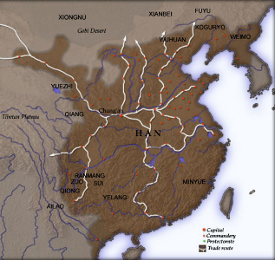 XIONGNU
XIANBEI
FUYU
Gobi Desert
KOGURYO
WUHUAN
WEIMO
YUEZHI
QIANG
Chang'an
Tibetan Plateau
HAN
RANMANG
ZUO
SUI
QIONG
MINYUE
YELANG
AILAO
Capital
Commandery
Protectorate
Trade route